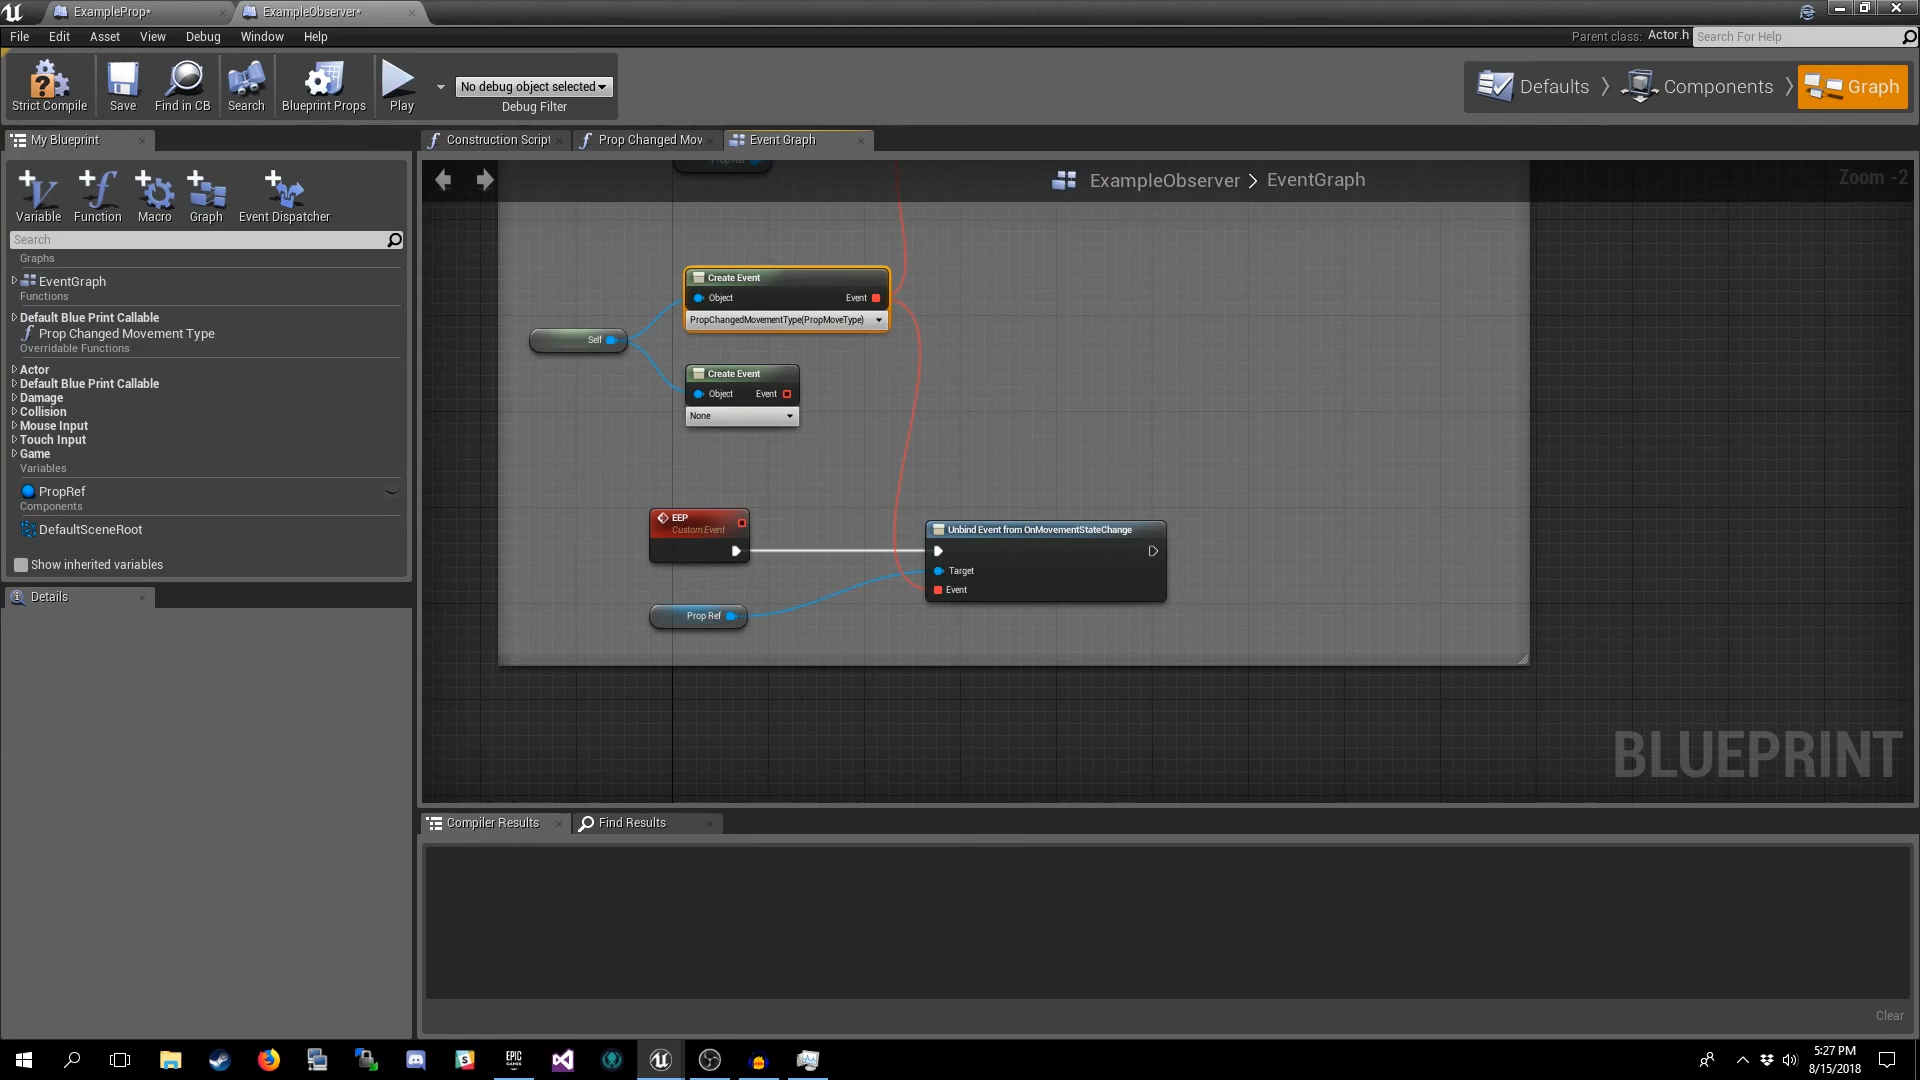 ExampleProp*
ExampleObserver*
File Edit Asset View Debug Window Help
Parent class: Actor.h Search For Help
Strict Compile Save Find in CB Search Blueprint Props Play
No debug object selected
Debug Filter
Defaults Components Graph
My Blueprint
Variable Function Macro Graph Event Dispatcher
Search
Graphs
EventGraph
Functions
Default Blue Print Callable
Prop Changed Movement Type
Overridable Functions
Actor
Default Blue Print Callable
Damage
Collision
Mouse Input
Touch Input
Game
Variables
PropRef
Components
DefaultSceneRoot
Show inherited variables
Details
Construction Script
Prop Changed Mov
Event Graph
ExampleObserver > EventGraph
Zoom -2
Prop Ref
Create Event
Object Event
PropChangedMovementType(PropMoveType)
Self
Create Event
Object Event
None
EEP
Custom Event
Unbind Event from OnMovementStateChange
Target
Event
Prop Ref
BLUEPRINT
Compiler Results
Find Results
Clear
EPIC
GAMES
5:27 PM
8/15/2018